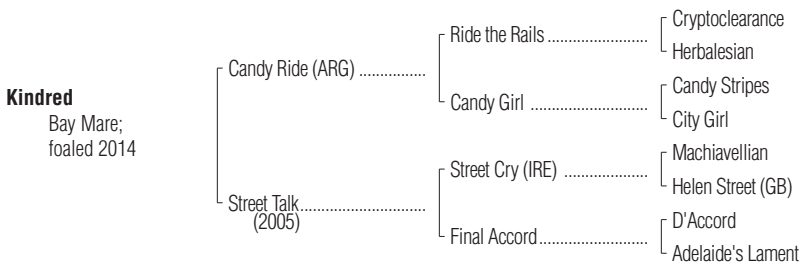 Kindred
Bay Mare;
foaled 2014
Candy Ride (ARG) ................
Street Talk...............................
(2005)
Ride the Rails .........................
Candy Girl .............................
Street Cry (IRE) .....................
Final Accord...........................
Cryptoclearance
Herbalesian
Candy Stripes
City Girl
Machiavellian
Helen Street (GB)
D'Accord
Adelaide's Lament